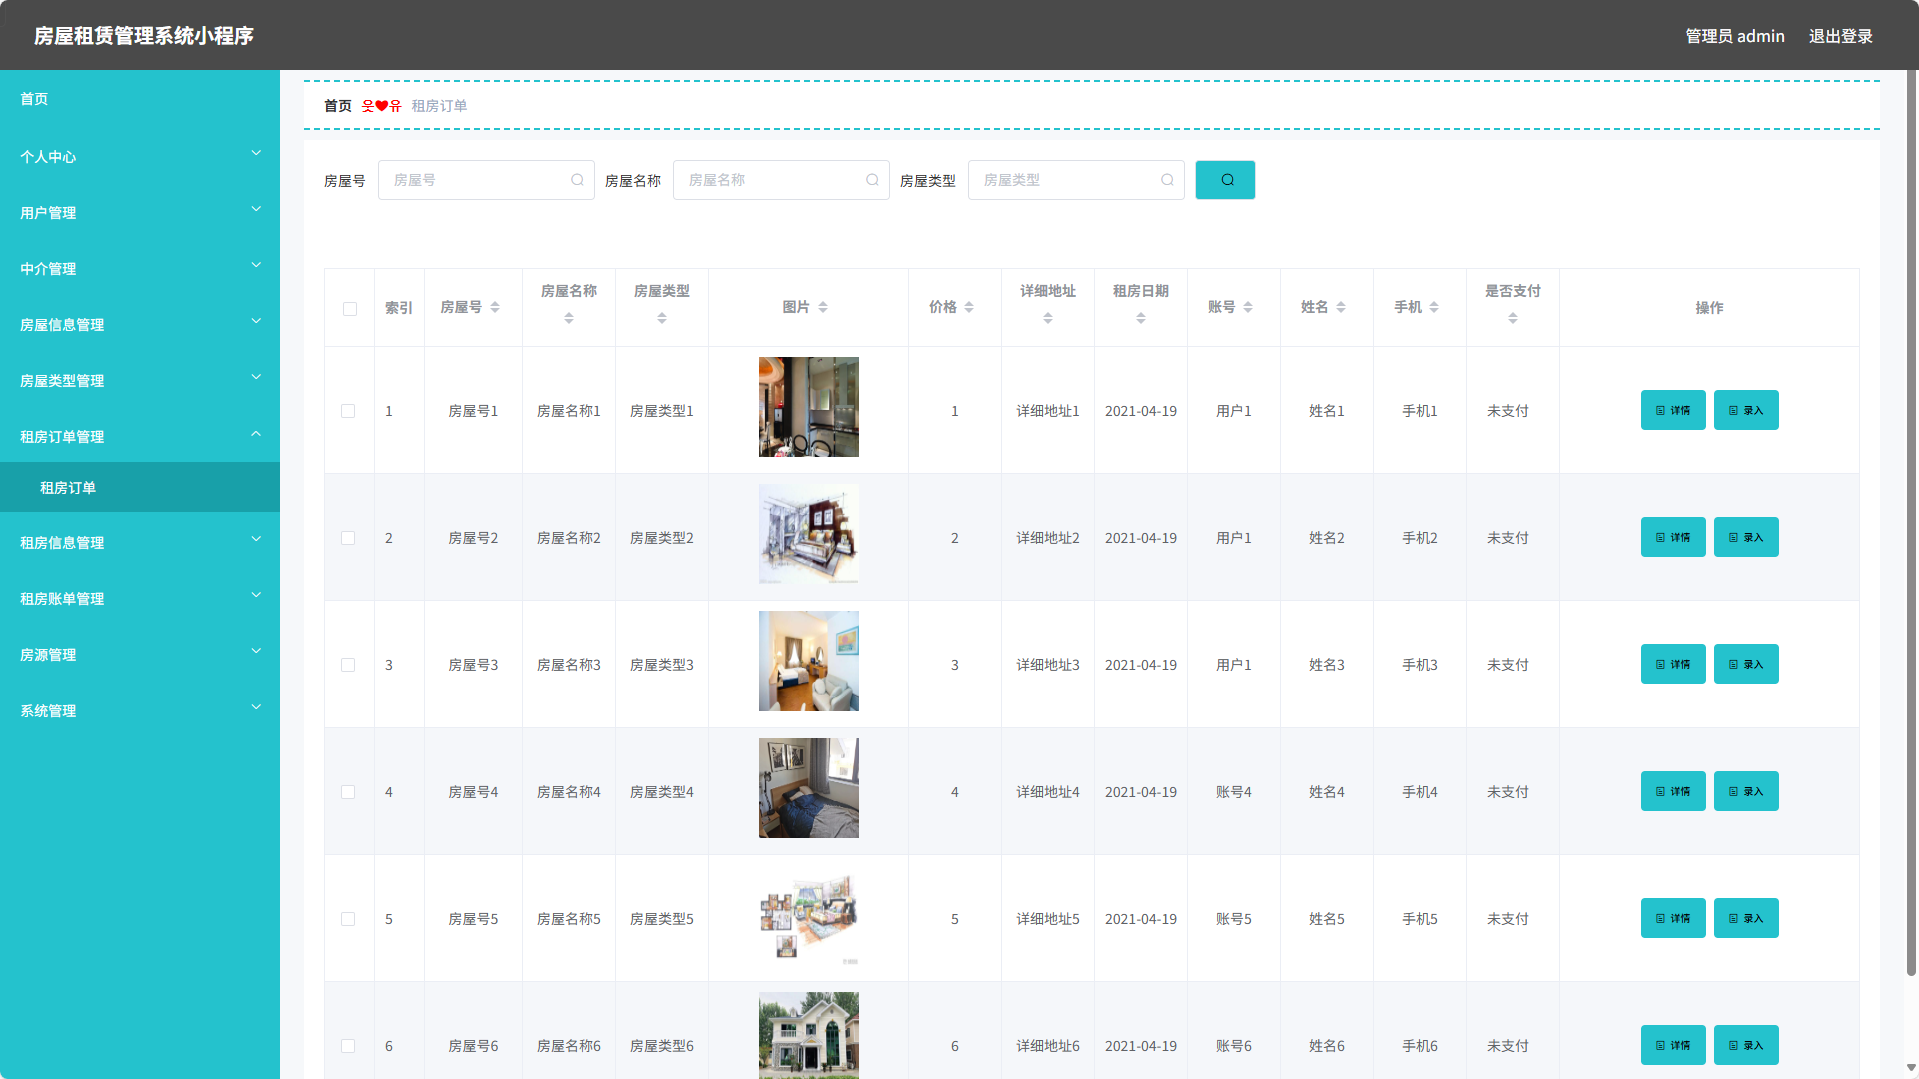 房屋租赁管理系统小程序
管理员 admin 退出登录
首页
个人中心
用户管理
中介管理
房屋信息管理
房屋类型管理
租房订单管理
租房订单
租房信息管理
租房账单管理
房源管理
系统管理
首页 웃❤유 租房订单
房屋号 房屋号 房屋名称 房屋名称 房屋类型 房屋类型
索引 房屋号 房屋名称 房屋类型 图片 价格 详细地址 租房日期 账号 姓名 手机 是否支付 操作
1 房屋号1 房屋名称1 房屋类型1 1 详细地址1 2021-04-19 用户1 姓名1 手机1 未支付 详情 录入
2 房屋号2 房屋名称2 房屋类型2 2 详细地址2 2021-04-19 用户1 姓名2 手机2 未支付 详情 录入
3 房屋号3 房屋名称3 房屋类型3 3 详细地址3 2021-04-19 用户1 姓名3 手机3 未支付 详情 录入
4 房屋号4 房屋名称4 房屋类型4 4 详细地址4 2021-04-19 账号4 姓名4 手机4 未支付 详情 录入
5 房屋号5 房屋名称5 房屋类型5 5 详细地址5 2021-04-19 账号5 姓名5 手机5 未支付 详情 录入
6 房屋号6 房屋名称6 房屋类型6 6 详细地址6 2021-04-19 账号6 姓名6 手机6 未支付 详情 录入